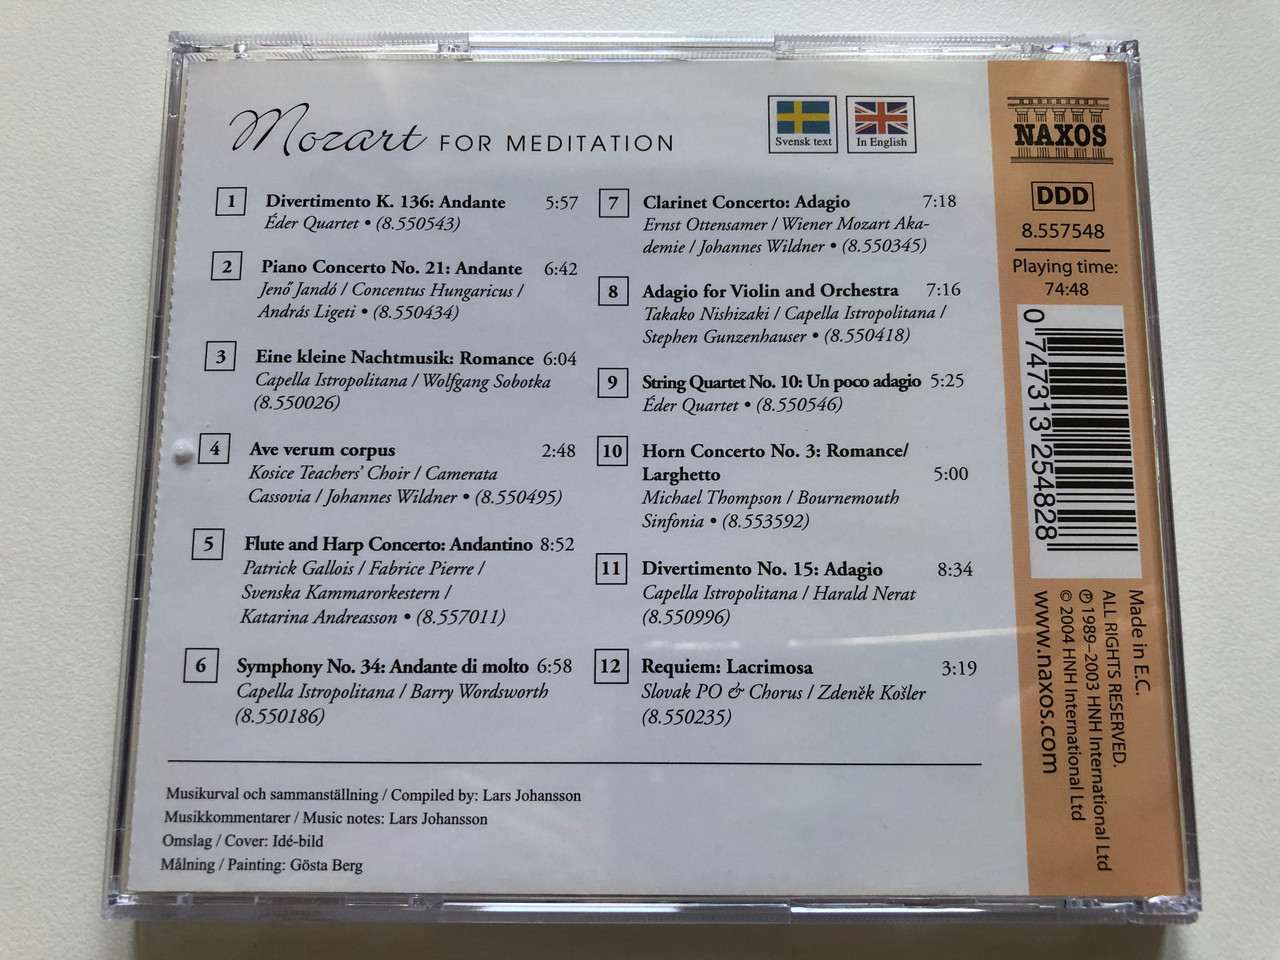 Mozart FOR MEDITATION
Svensk text
In English
1 Divertimento K. 136: Andante 5:57
Éder Quartet • (8.550543)
2 Piano Concerto No. 21: Andante 6:42
Jenő Jandó / Concentus Hungaricus /
András Ligeti • (8.550434)
3 Eine kleine Nachtmusik: Romance 6:04
Capella Istropolitana / Wolfgang Sobotka
(8.550026)
4 Ave verum corpus 2:48
Kosice Teachers' Choir / Camerata
Cassovia / Johannes Wildner • (8.550495)
5 Flute and Harp Concerto: Andantino 8:52
Patrick Gallois / Fabrice Pierre /
Svenska Kammarorkestern /
Katarina Andreasson • (8.557011)
6 Symphony No. 34: Andante di molto 6:58
Capella Istropolitana / Barry Wordsworth
(8.550186)
7 Clarinet Concerto: Adagio 7:18
Ernst Ottensamer / Wiener Mozart Aka-
demie / Johannes Wildner • (8.550345)
8 Adagio for Violin and Orchestra 7:16
Takako Nishizaki / Capella Istropolitana /
Stephen Gunzenhauser • (8.550418)
9 String Quartet No. 10: Un poco adagio 5:25
Éder Quartet • (8.550546)
10 Horn Concerto No. 3: Romance/
Larghetto 5:00
Michael Thompson / Bournemouth
Sinfonia • (8.553592)
11 Divertimento No. 15: Adagio 8:34
Capella Istropolitana / Harald Nerat
(8.550996)
12 Requiem: Lacrimosa 3:19
Slovak PO & Chorus / Zdeněk Košler
(8.550235)
Musikurval och sammanställning / Compiled by: Lars Johansson
Musikkommentarer / Music notes: Lars Johansson
Omslag / Cover: Idé-bild
Målning / Painting: Gösta Berg
NAXOS
DDD
8.557548
Playing time:
74:48
0 747313 254828
Made in E.C.
ALL RIGHTS RESERVED.
℗ 1989–2003 HNH International Ltd
© 2004 HNH International Ltd
www.naxos.com